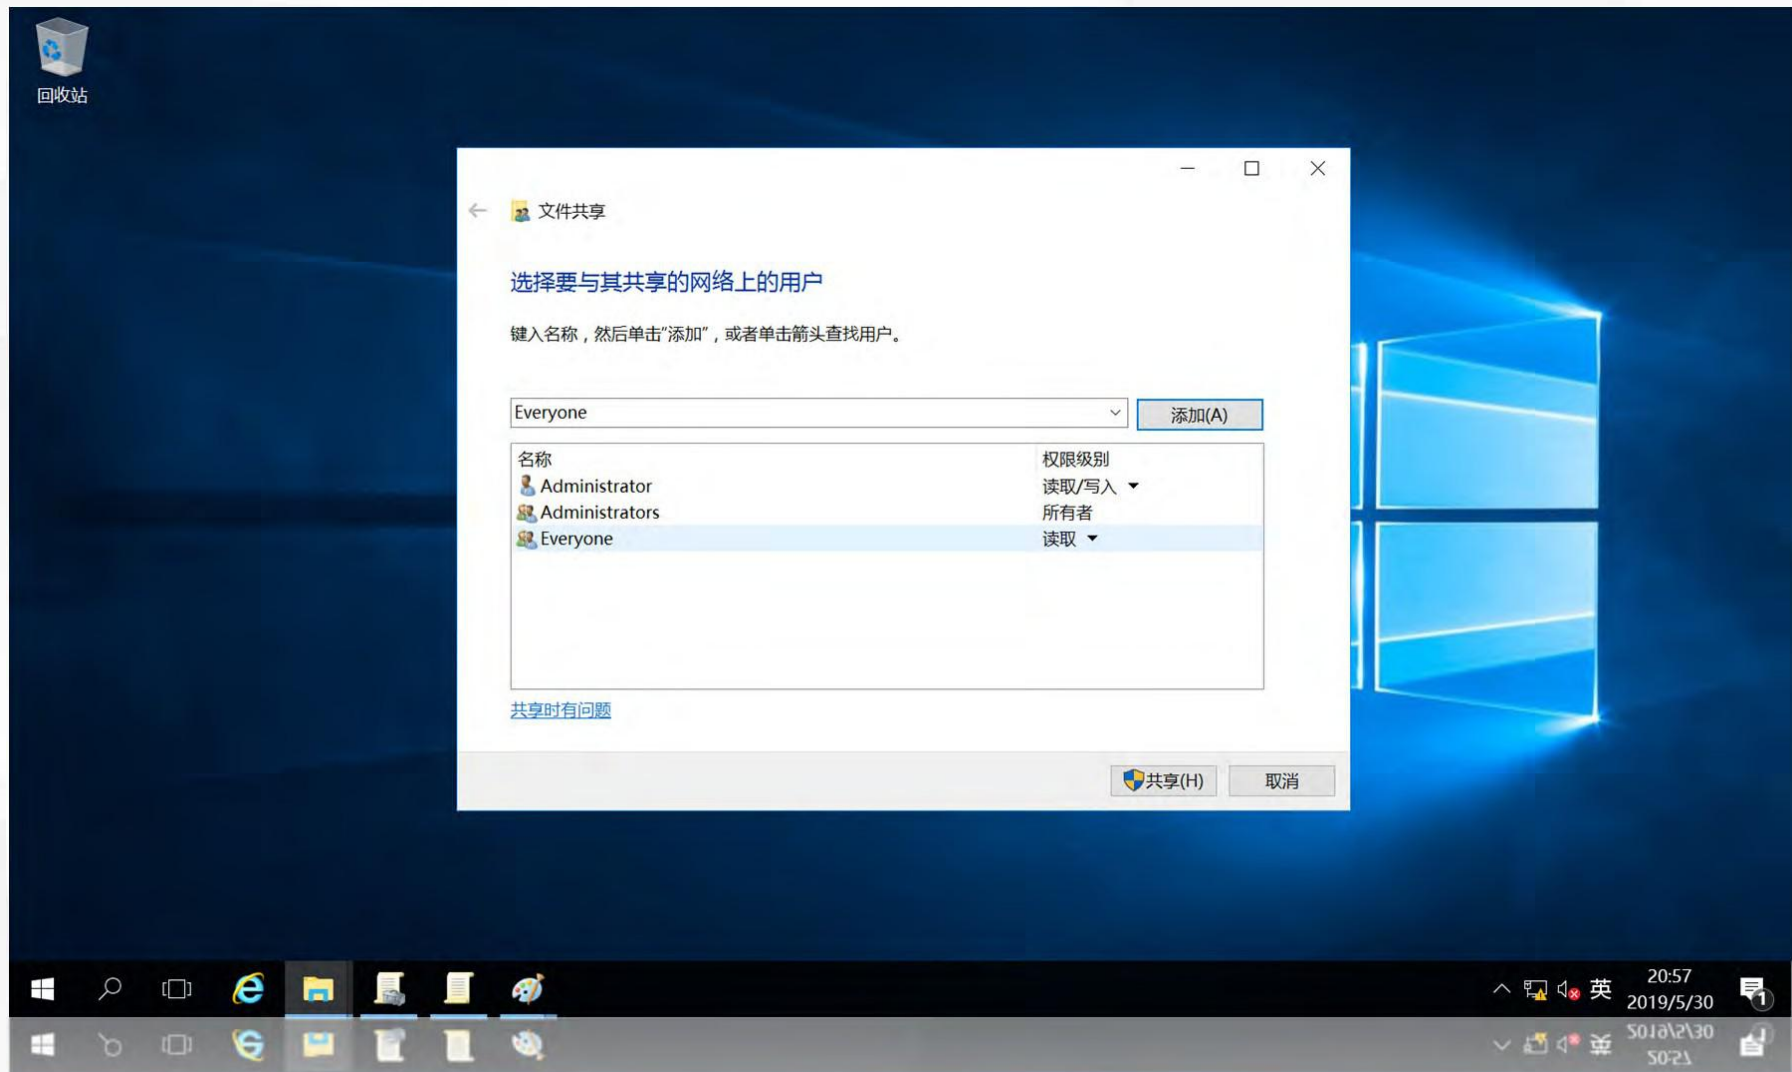 回收站
文件共享
选择要与其共享的网络上的用户
键入名称，然后单击“添加”，或者单击箭头查找用户。
Everyone
添加(A)
名称 权限级别
Administrator 读取/写入
Administrators 所有者
Everyone 读取
共享时有问题
共享(H) 取消
英
20:57
2019/5/30
1